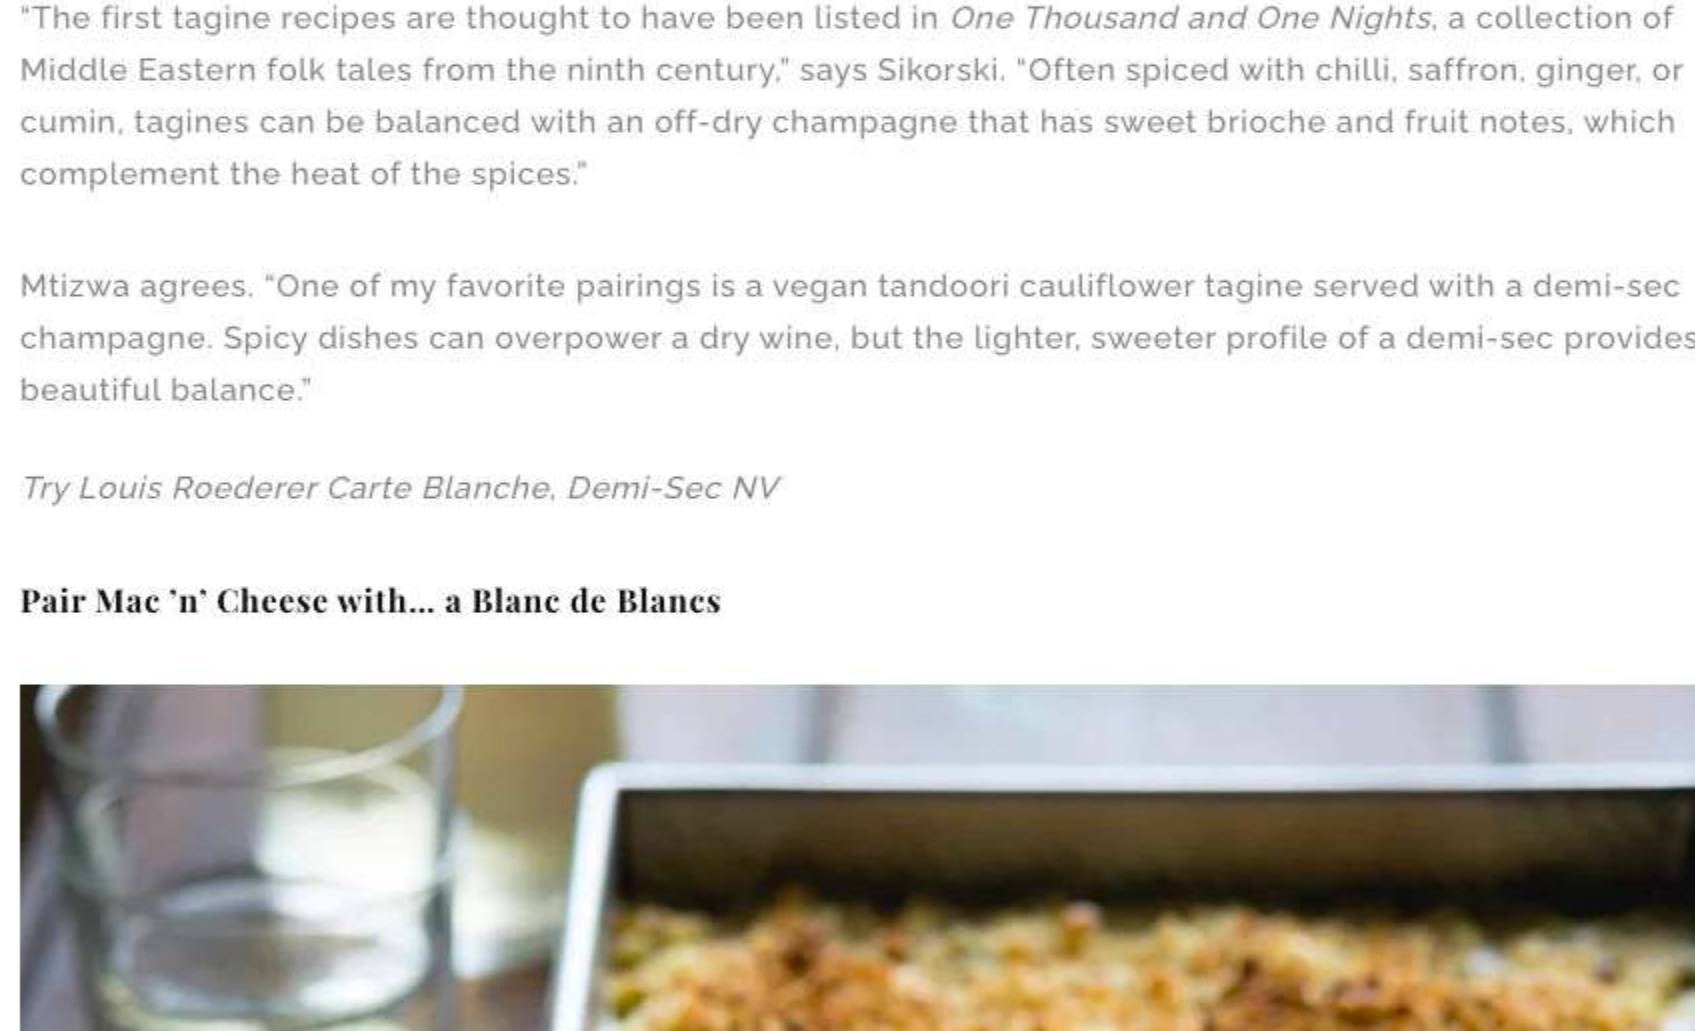 “The first tagine recipes are thought to have been listed in One Thousand and One Nights, a collection of
Middle Eastern folk tales from the ninth century,” says Sikorski. “Often spiced with chilli, saffron, ginger, or
cumin, tagines can be balanced with an off-dry champagne that has sweet brioche and fruit notes, which
complement the heat of the spices.”
Mtizwa agrees. “One of my favorite pairings is a vegan tandoori cauliflower tagine served with a demi-sec
champagne. Spicy dishes can overpower a dry wine, but the lighter, sweeter profile of a demi-sec provides
beautiful balance.”
Try Louis Roederer Carte Blanche, Demi-Sec NV
Pair Mac ’n’ Cheese with... a Blanc de Blancs